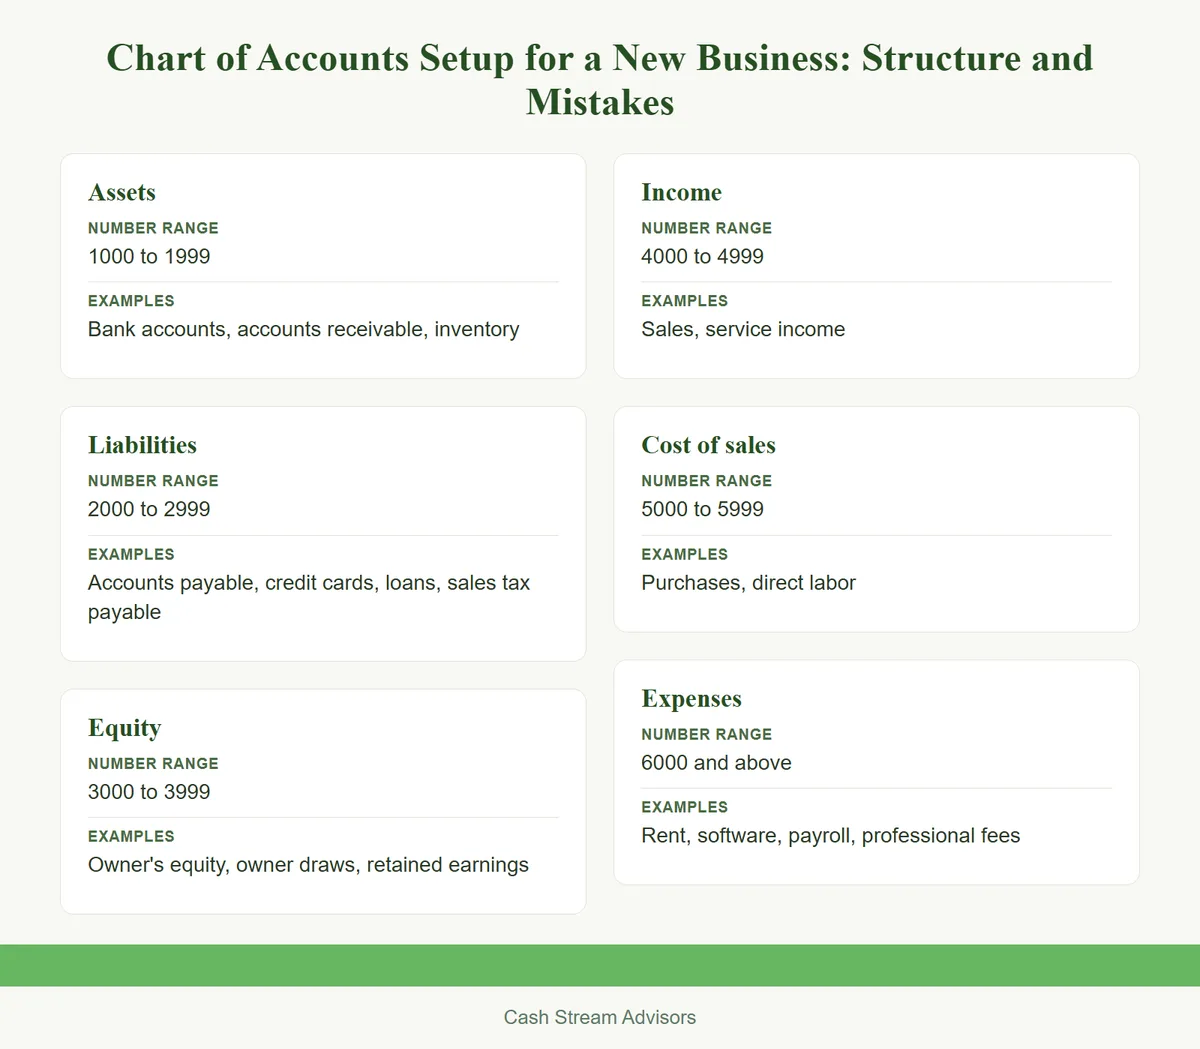 Chart of Accounts Setup for a New Business: Structure and
Mistakes
Assets
NUMBER RANGE
1000 to 1999
EXAMPLES
Bank accounts, accounts receivable, inventory
Liabilities
NUMBER RANGE
2000 to 2999
EXAMPLES
Accounts payable, credit cards, loans, sales tax
payable
Equity
NUMBER RANGE
3000 to 3999
EXAMPLES
Owner's equity, owner draws, retained earnings
Income
NUMBER RANGE
4000 to 4999
EXAMPLES
Sales, service income
Cost of sales
NUMBER RANGE
5000 to 5999
EXAMPLES
Purchases, direct labor
Expenses
NUMBER RANGE
6000 and above
EXAMPLES
Rent, software, payroll, professional fees
Cash Stream Advisors